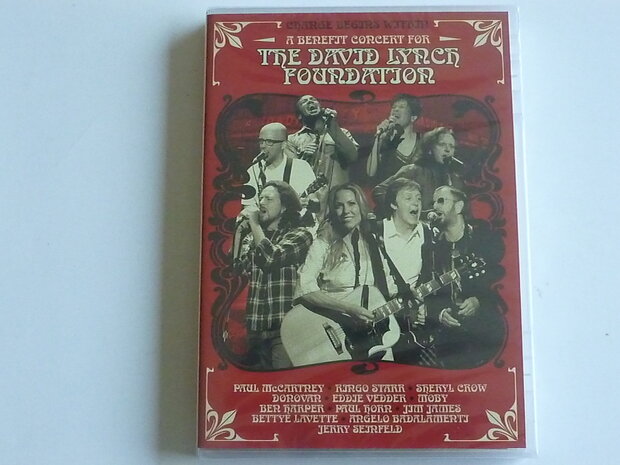 CHANGE BEGINS WITHIN!
A BENEFIT CONCERT FOR
THE DAVID LYNCH
FOUNDATION
PAUL McCARTNEY * RINGO STARR * SHERYL CROW
DONOVAN * EDDIE VEDDER * MOBY
BEN HARPER * PAUL HORN * JIM JAMES
BETTYE LAVETTE * ANGELO BADALAMENTI
JERRY SEINFELD